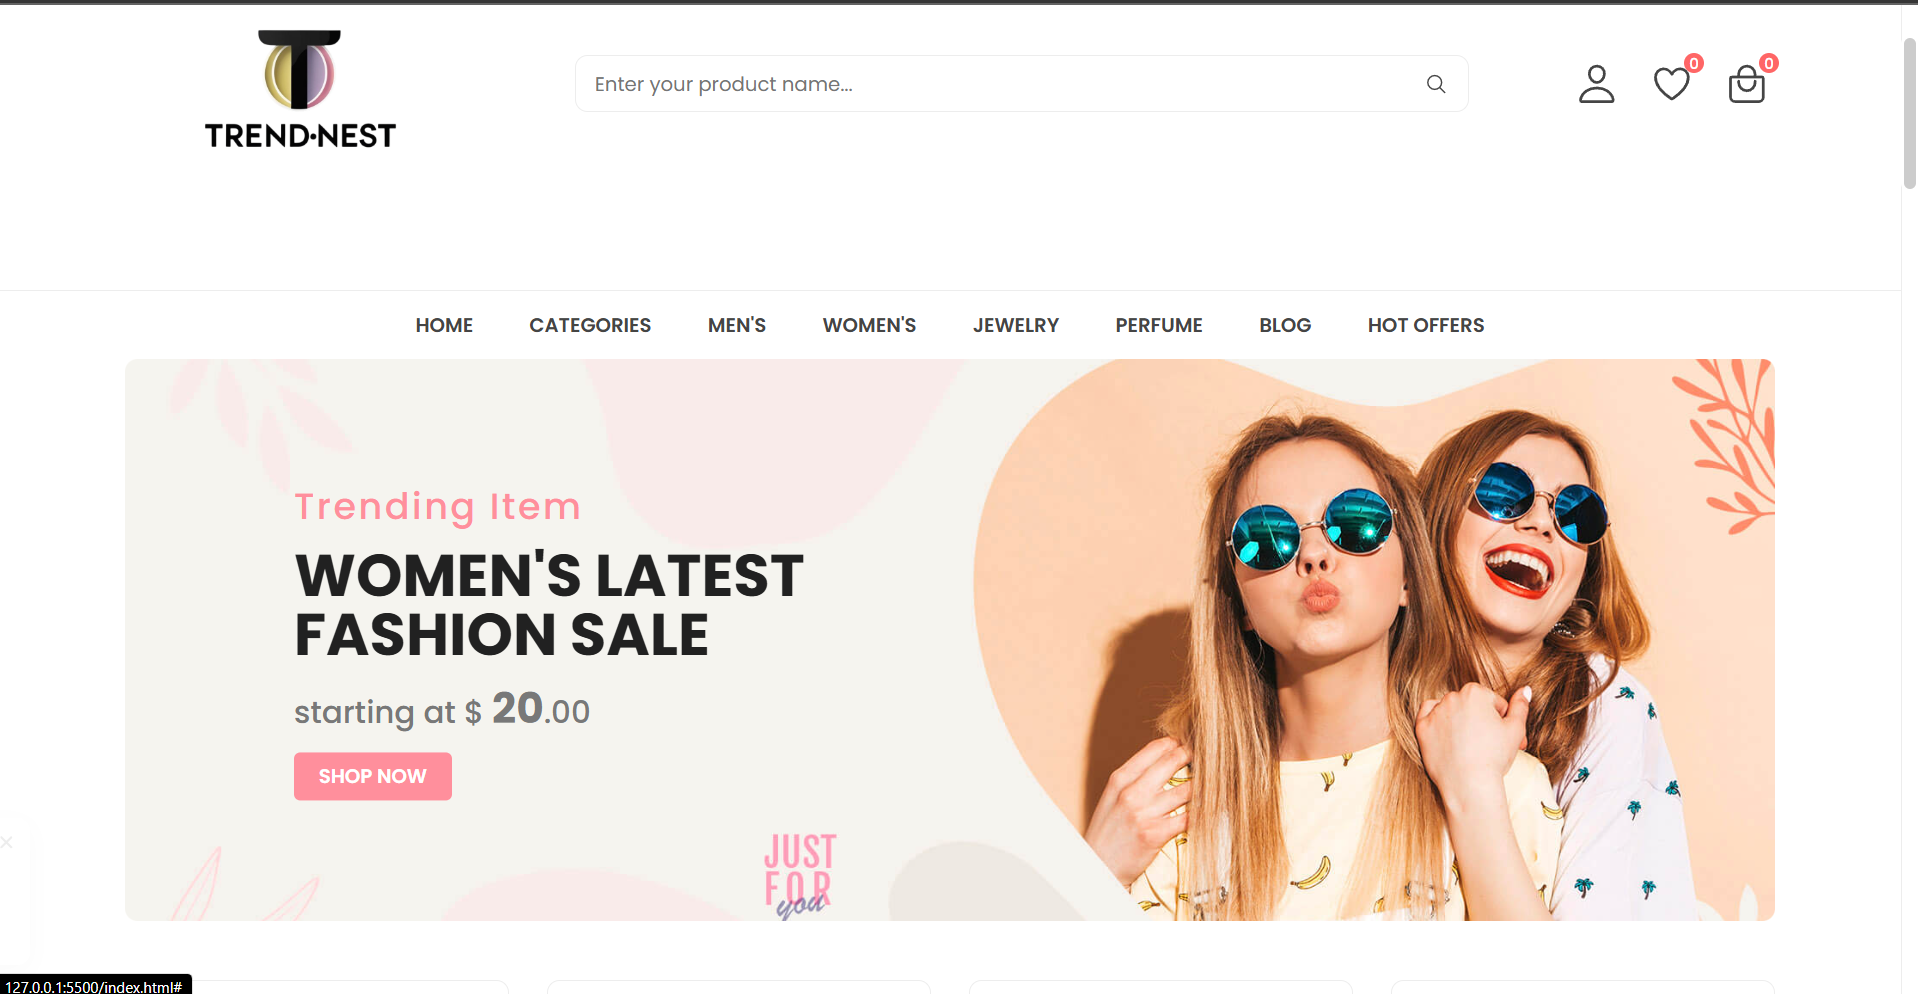 TREND•NEST
Enter your product name...
0
0
HOME CATEGORIES MEN'S WOMEN'S JEWELRY PERFUME BLOG HOT OFFERS
Trending Item
WOMEN'S LATEST
FASHION SALE
starting at $ 20.00
SHOP NOW
JUST
FOR
you
127.0.0.1:5500/index.html#